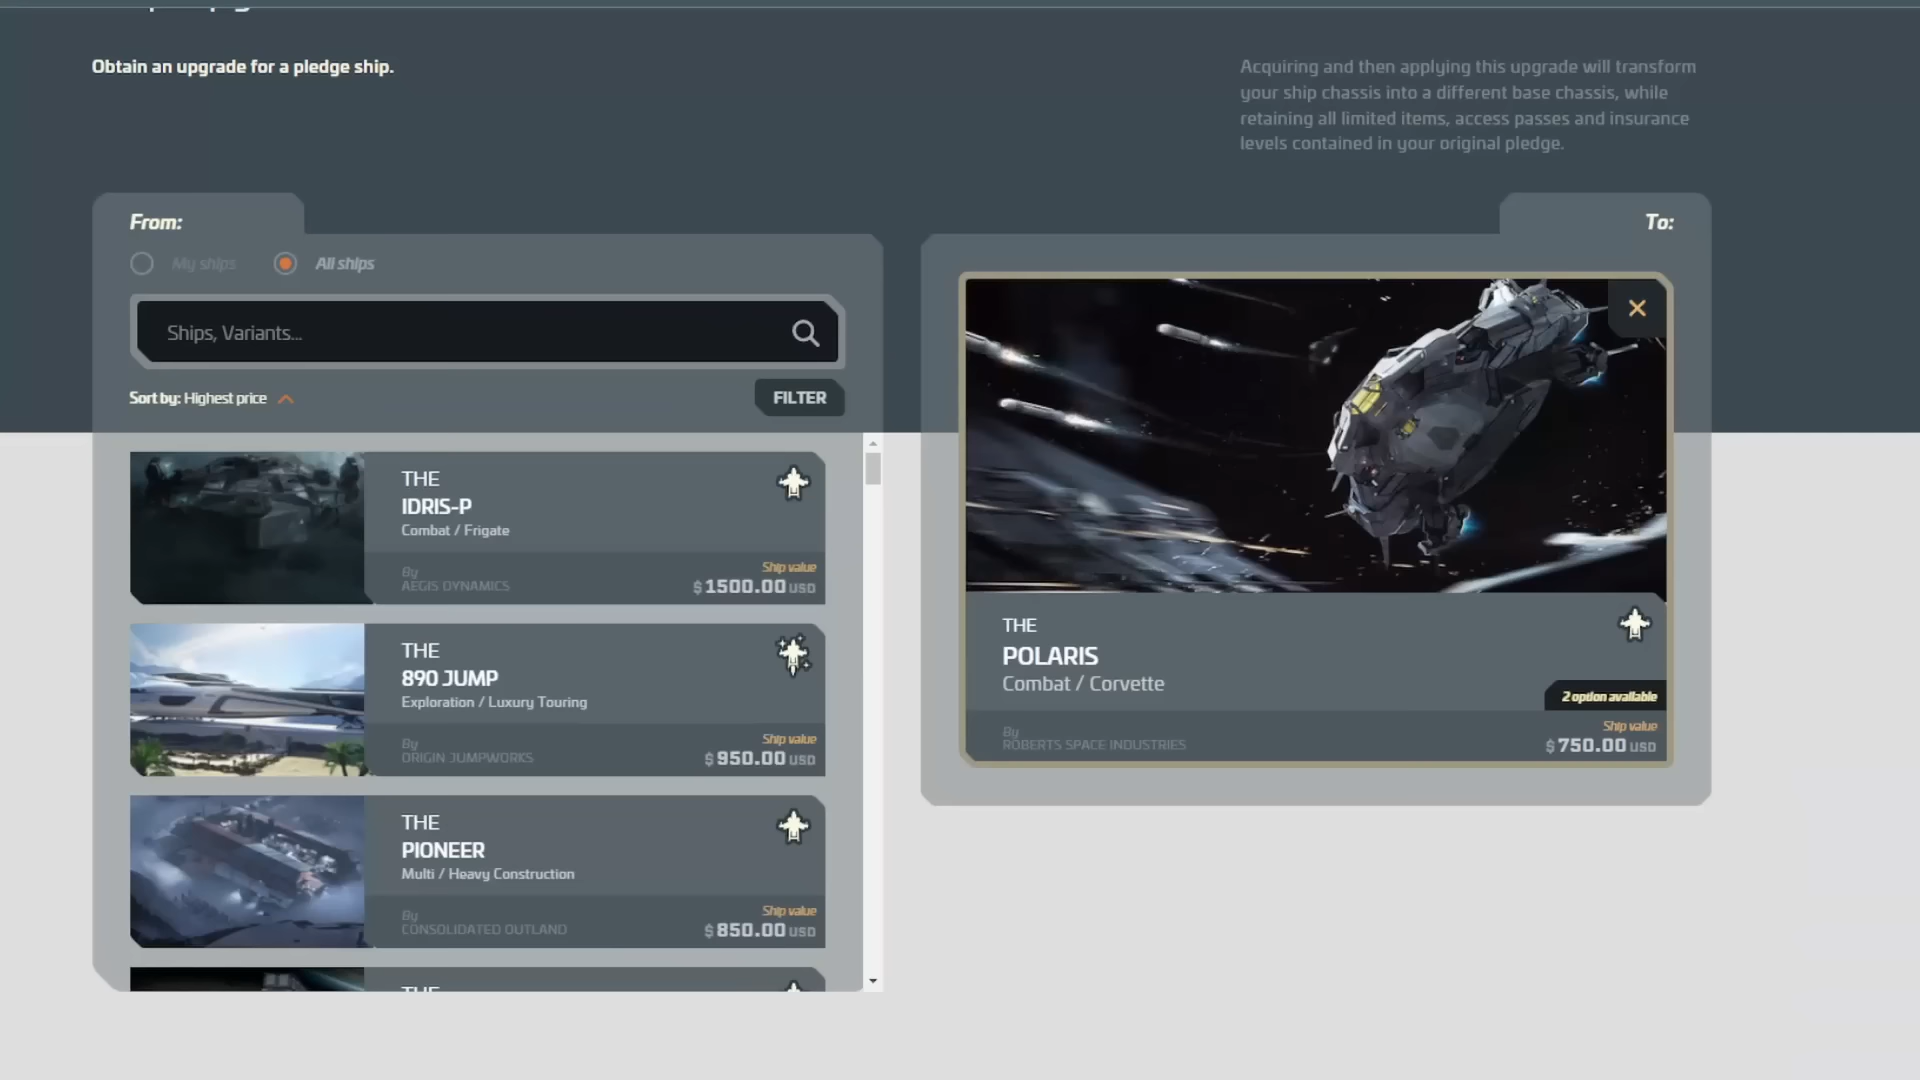 Obtain an upgrade for a pledge ship.
Acquiring and then applying this upgrade will transform
your ship chassis into a different base chassis, while
retaining all limited items, access passes and insurance
levels contained in your original pledge.
From:
My ships
All ships
Ships, Variants...
Sort by: Highest price
FILTER
THE
IDRIS-P
Combat / Frigate
By
AEGIS DYNAMICS
Ship value
$1500.00 USD
THE
890 JUMP
Exploration / Luxury Touring
By
ORIGIN JUMPWORKS
Ship value
$950.00 USD
THE
PIONEER
Multi / Heavy Construction
By
CONSOLIDATED OUTLAND
Ship value
$850.00 USD
THE
To:
THE
POLARIS
Combat / Corvette
2 option available
By
ROBERTS SPACE INDUSTRIES
Ship value
$750.00 USD